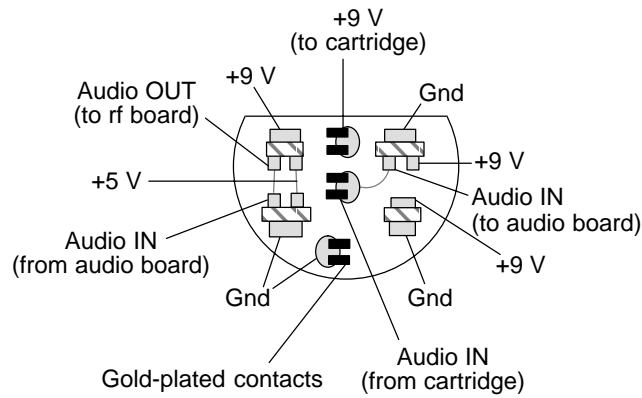 +9 V
(to cartridge)
Audio OUT
(to rf board)
+9 V
Gnd
+5 V
+9 V
Audio IN
(from audio board)
Audio IN
(to audio board)
+9 V
Gnd
Gnd
Gold-plated contacts
Audio IN
(from cartridge)